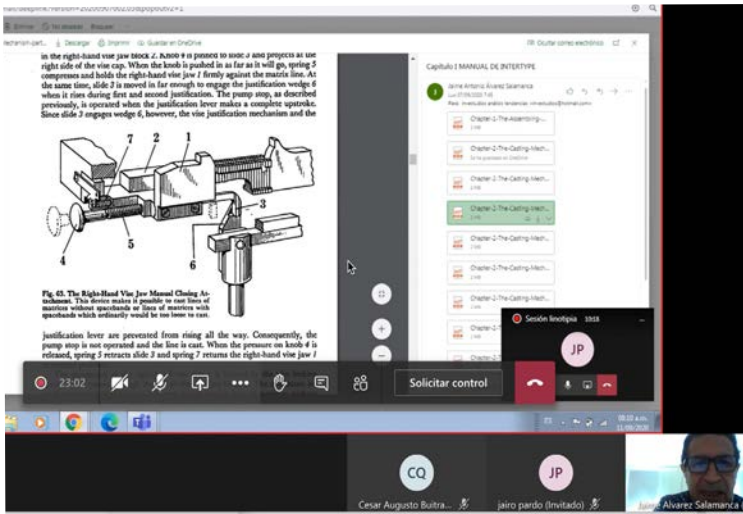 Descargar Imprimir Guardar en OneDrive
Ocultar correo electrónico
in the right-hand vise jaw block 2. Knob 4 is pinned to slide 3 and projects at the
right side of the vise cap. When the knob is pushed in as far as it will go, spring 5
compresses and holds the right-hand vise jaw 1 firmly against the matrix line. At
the same time, slide 3 is moved in far enough to engage the justification wedge 6
when it rises during first and second justification. The pump stop, as described
previously, is operated when the justification lever makes a complete upstroke.
Since slide 3 engages wedge 6, however, the vise justification mechanism and the
7
2
1
3
5
4
6
Fig. 65. The Right-Hand Vise Jaw Manual Closing At-
tachment. This device makes it possible to cast lines of
matrices without spacebands or lines of matrices with
spacebands which ordinarily would be too loose to cast.
justification lever are prevented from rising all the way. Consequently, the
pump stop is not operated and the line is cast. When the pressure on knob 4 is
released, spring 5 retracts slide 3 and spring 7 returns the right-hand vise jaw 1
Capitulo I MANUAL DE INTERTYPE
J
Jaime Antonio Álvarez Salamanca
Chapter-1-The-Assembling-...
Chapter-2-The-Casting-Mech...
Chapter-2-The-Casting-Mech...
Chapter-2-The-Casting-Mech...
Chapter-2-The-Casting-Mech...
Chapter-2-The-Casting-Mech...
Sesión linotipia
JP
23:02
Solicitar control
11/09/2020
CQ
Cesar Augusto Buitra...
JP
jairo pardo (Invitado)
Jaime Alvarez Salamanca